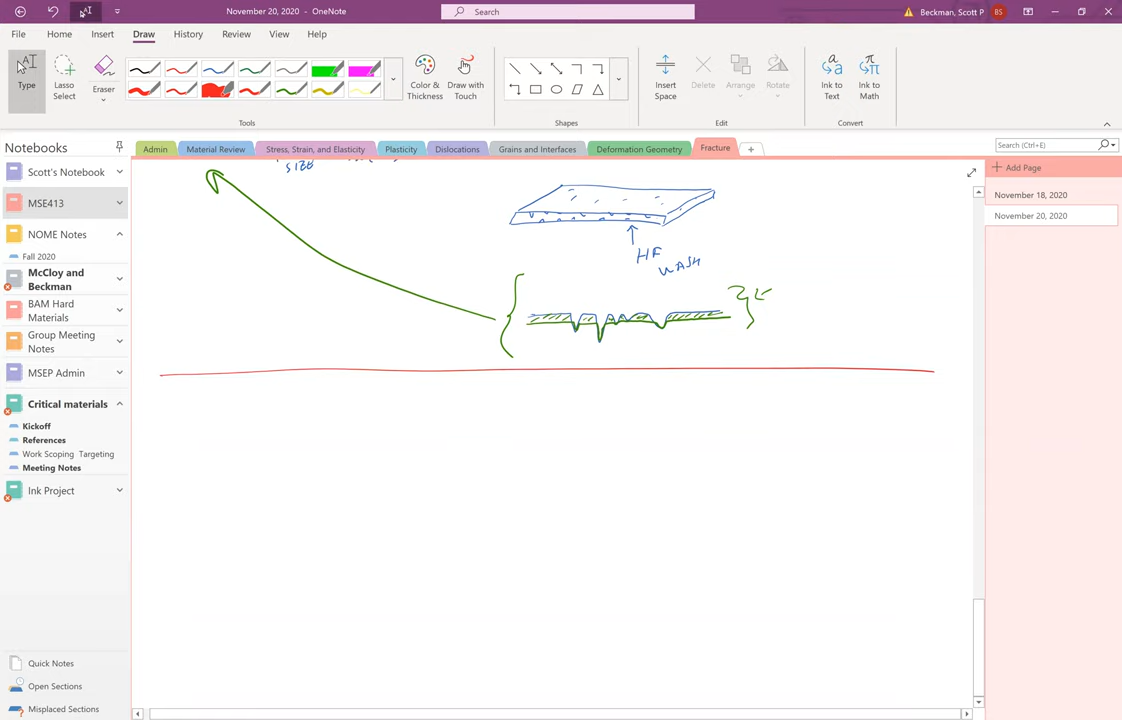 November 20, 2020 - OneNote
Search
Beckman, Scott P
BS
File Home Insert Draw History Review View Help
Type
Lasso Select
Eraser
Color & Thickness
Draw with Touch
Insert Space
Delete
Arrange
Rotate
Ink to Text
Ink to Math
Tools
Shapes
Edit
Convert
Notebooks
Admin
Material Review
Stress, Strain, and Elasticity
Plasticity
Dislocations
Grains and Interfaces
Deformation Geometry
Fracture
Search (Ctrl+E)
Scott's Notebook
MSE413
NOME Notes
Fall 2020
McCloy and
Beckman
BAM Hard
Materials
Group Meeting
Notes
MSEP Admin
Critical materials
Kickoff
References
Work Scoping Targeting
Meeting Notes
Ink Project
Quick Notes
Open Sections
Misplaced Sections
SIZE
HF
WASH
Add Page
November 18, 2020
November 20, 2020